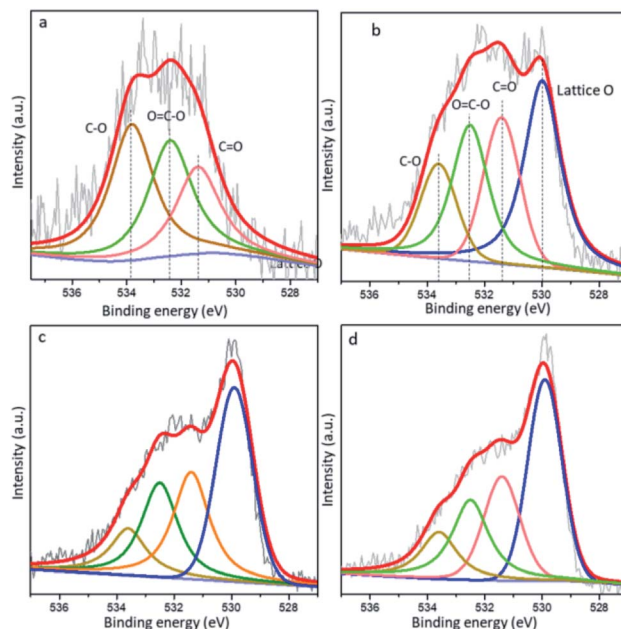 a
C-O
O=C-O
C=O
Lattice O
Intensity (a.u.)
536 534 532 530 528
Binding energy (eV)
b
C-O
O=C-O
C=O
Lattice O
Intensity (a.u.)
536 534 532 530 528
Binding energy (eV)
c
Intensity (a.u.)
536 534 532 530 528
Binding energy (eV)
d
Intensity (a.u.)
536 534 532 530 528
Binding energy (eV)